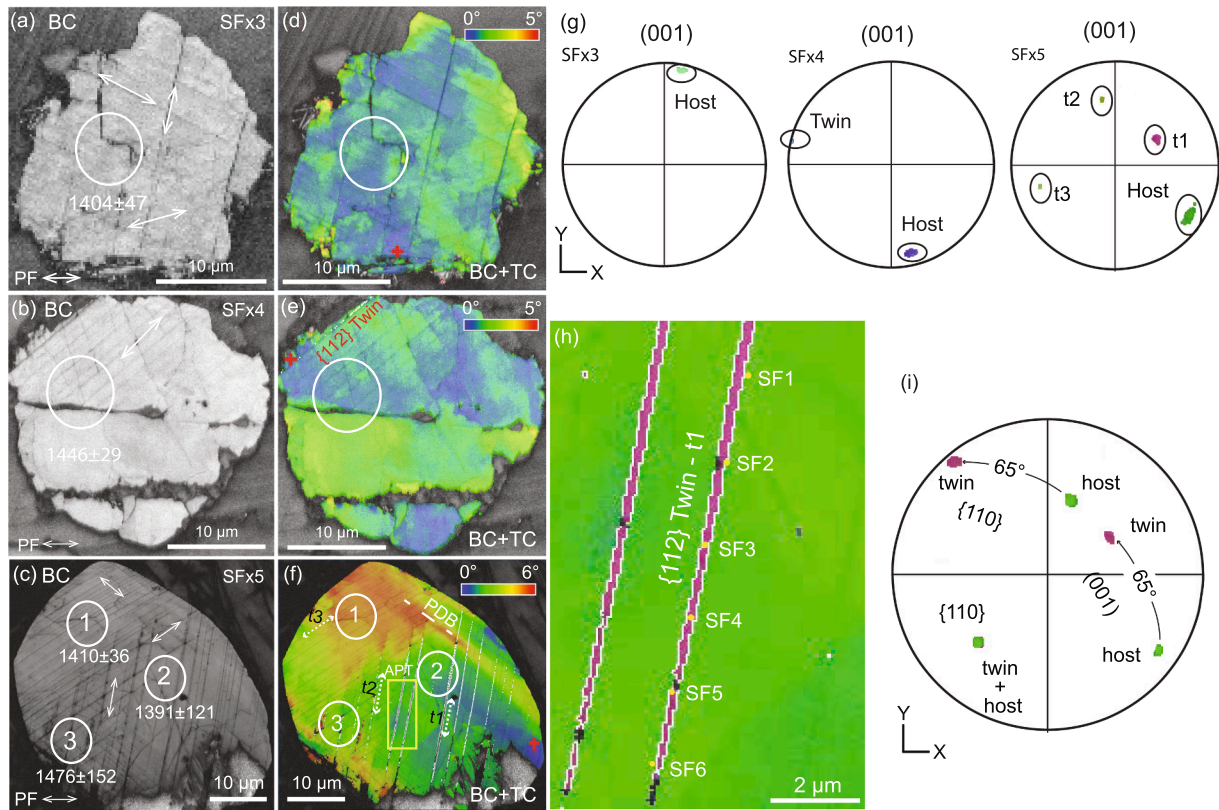 (a) BC SFx3
1404±47
PF
10 µm
(d) 0° 5°
10 µm
BC+TC
(b) BC SFx4
1446±29
PF
10 µm
(e) 0° 5°
{112} Twin
10 µm
BC+TC
(c) BC SFx5
1
1410±36
2
1391±121
3
1476±152
PF
10 µm
(f) 0° 6°
t3
1
PDB
APT
2
t2
t1
3
10 µm
BC+TC
(g)
(001)
SFx3
Host
(001)
SFx4
Twin
Host
(001)
SFx5
t2
t1
t3
Host
Y
X
(h)
{112} Twin - t1
SF1
SF2
SF3
SF4
SF5
SF6
2 µm
(i)
65°
twin
host
{110}
twin
65°
(001)
{110}
host
twin
+
host
Y
X